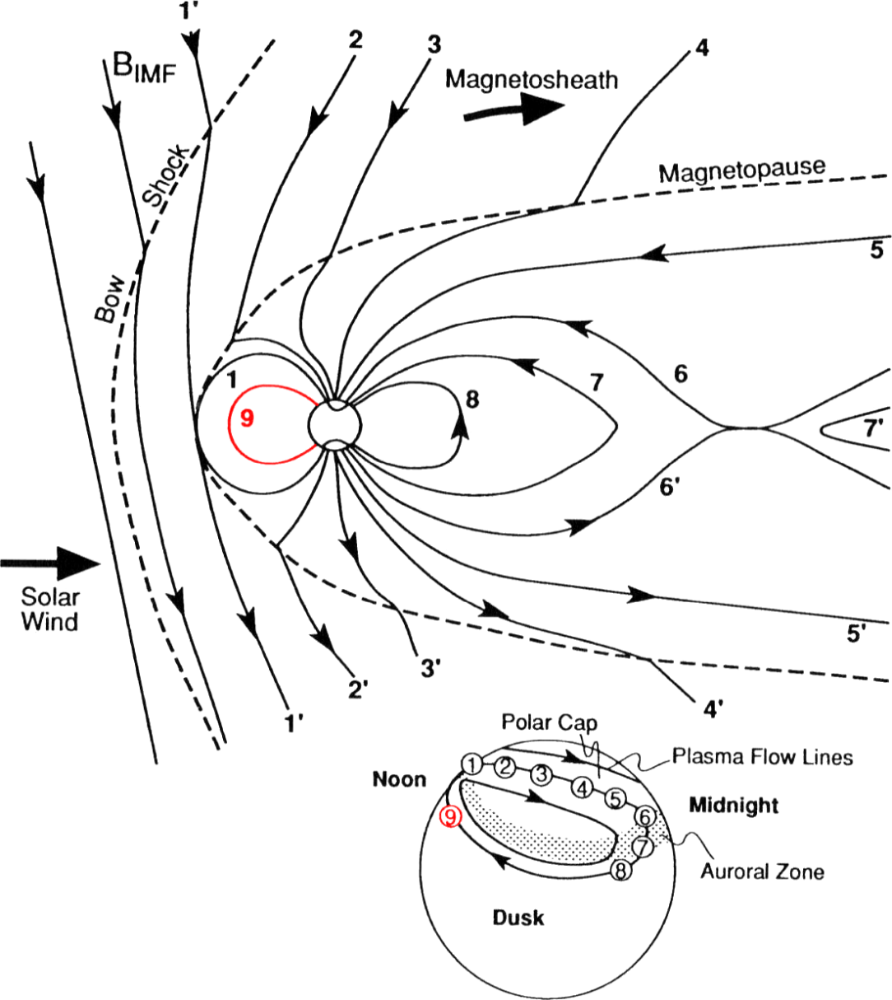 1'
2
3
4
B_IMF
Magnetosheath
Shock
Magnetopause
5
Bow
1
6
7
8
9
7'
6'
Solar
Wind
5'
3'
2'
4'
1'
Polar Cap
Plasma Flow Lines
Noon
1
2
3
4
5
6
Midnight
9
7
8
Auroral Zone
Dusk